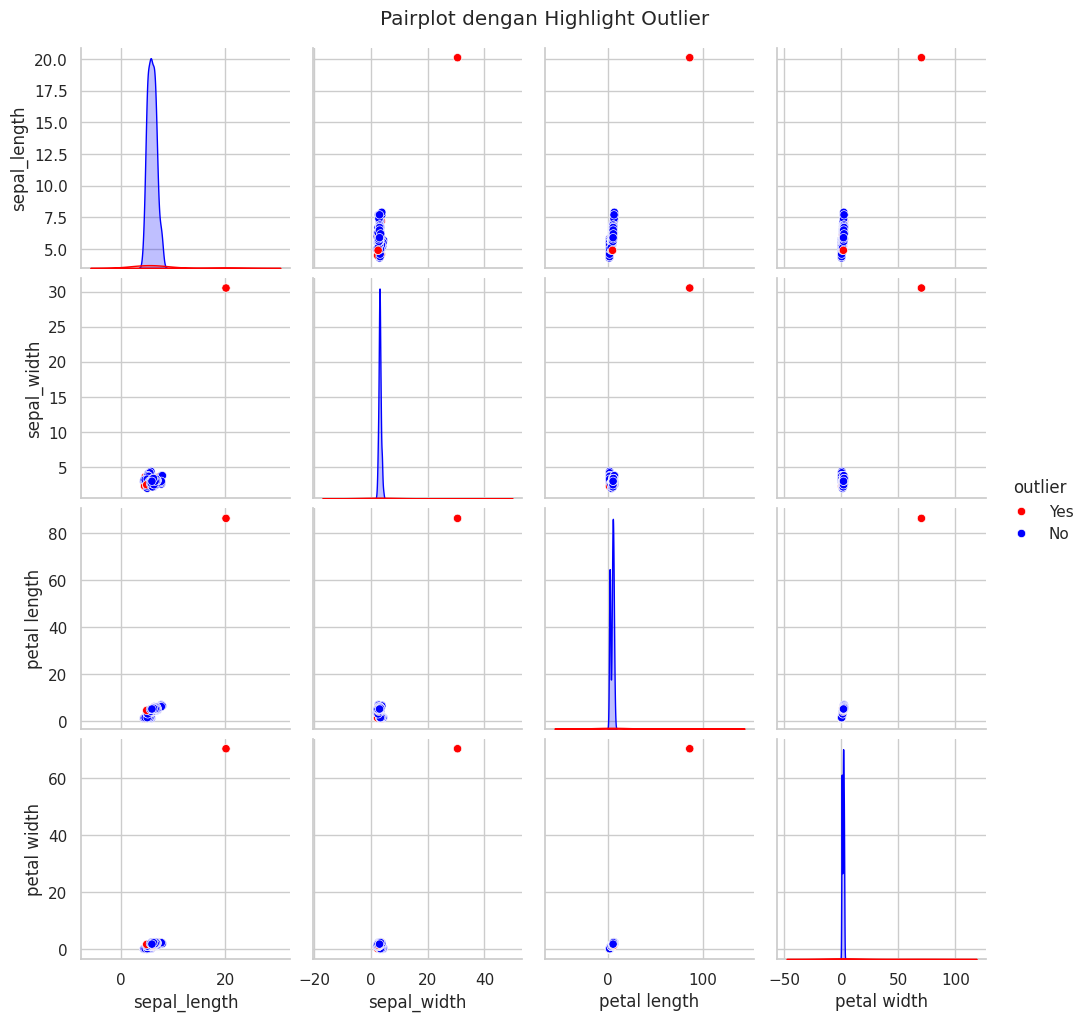 Pairplot dengan Highlight Outlier
20.0
17.5
15.0
12.5
10.0
7.5
5.0
sepal_length
30
25
20
15
10
5
sepal_width
outlier
Yes
No
80
60
40
20
0
petal length
60
40
20
0
petal width
0 20
−20 0 20 40
0 100
−50 0 50 100
sepal_length sepal_width petal length petal width